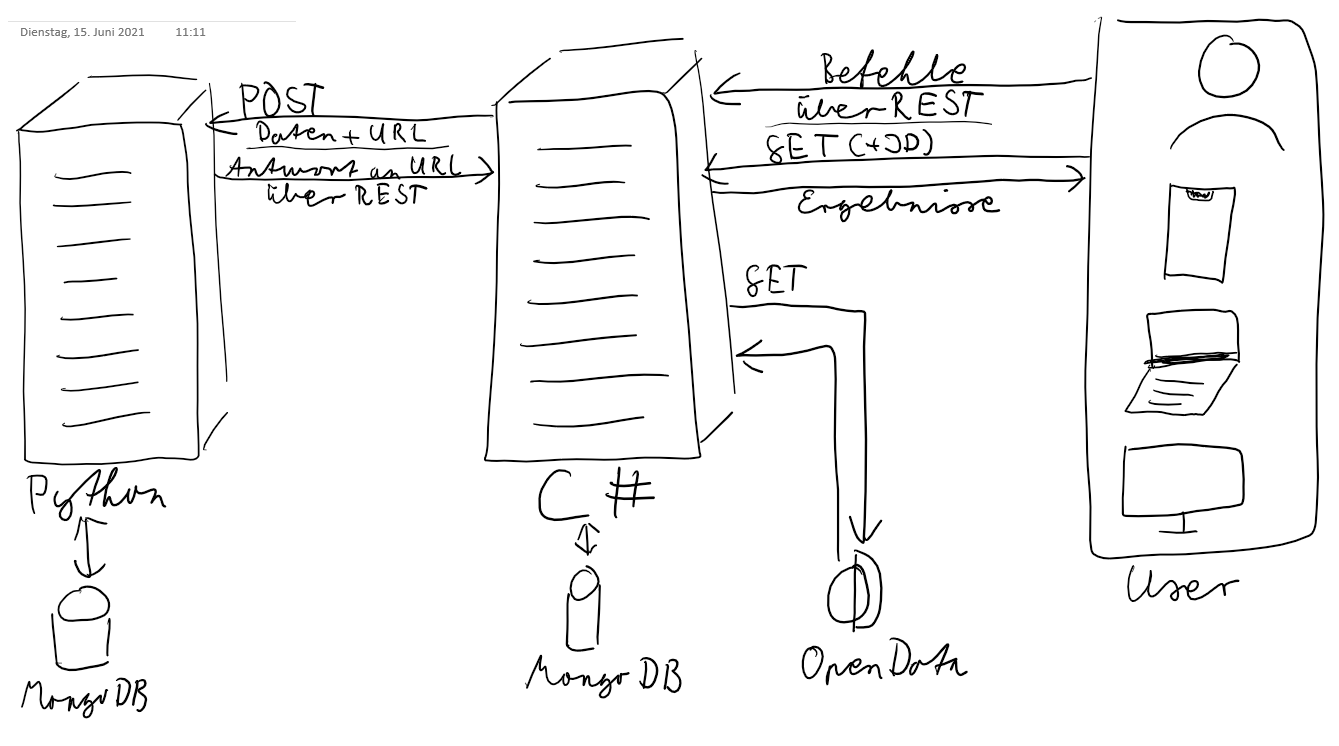 Dienstag, 15. Juni 2021 11:11
POST
Daten + URL
Antwort an URL
über REST
Befehle
über REST
GET (+ID)
Ergebnisse
GET
Python
C#
MongoDB
MongoDB
OpenData
User